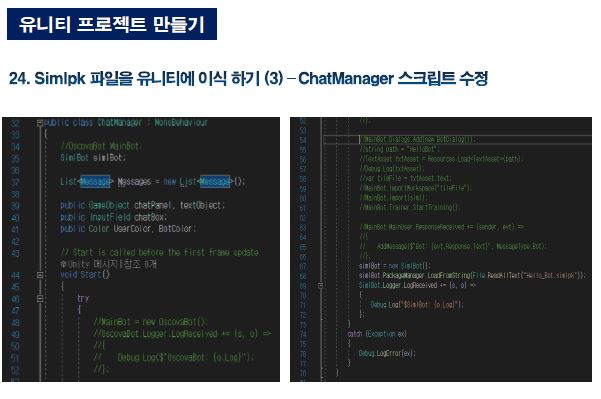 유니티 프로젝트 만들기
24. Simlpk 파일을 유니티에 이식 하기 (3) – ChatManager 스크립트 수정
32 public class ChatManager : MonoBehaviour
33 {
34 //OscovaBot MainBot;
35 SimlBot simlBot;
36
37 List<Message> Messages = new List<Message>();
38
39 public GameObject chatPanel, textObject;
40 public InputField chatBox;
41 public Color UserColor, BotColor;
42
43 // Start is called before the first frame update
Unity 메시지|참조 0개
44 void Start()
45 {
46 try
47 {
48 //MainBot = new OscovaBot();
49 //OscovaBot.Logger.LogReceived += (s, o) =>
50 //{
51 // Debug.Log($"OscovaBot: {o.Log}");
52 //};
52 //};
53
54 //MainBot.Dialogs.Add(new BotDialog());
55 //string path = "HelloBot";
56 //TextAsset txtAsset = Resources.Load<TextAsset>(path);
57 //Debug.Log(txtAsset);
58 //var tileFile = txtAsset.text;
59 //MainBot.ImportWorkspace("tileFile");
60 //MainBot.Import(siml);
61 //MainBot.Trainer.StartTraining();
62
63 //MainBot.MainUser.ResponseReceived += (sender, evt) =>
64 //{
65 // AddMessage($"Bot: {evt.Response.Text}", MessageType.Bot);
66 //};
67 simlBot = new SimlBot();
68 simlBot.PackageManager.LoadFromString(File.ReadAllText("Hello_Bot.simlpk"));
69 SimlBot.Logger.LogReceived += (s, o) =>
70 {
71 Debug.Log("$SimlBot: {o.Log}");
72 };
73 }
74 catch (Exception ex)
75 {
76 Debug.LogError(ex);
77 }
78 }